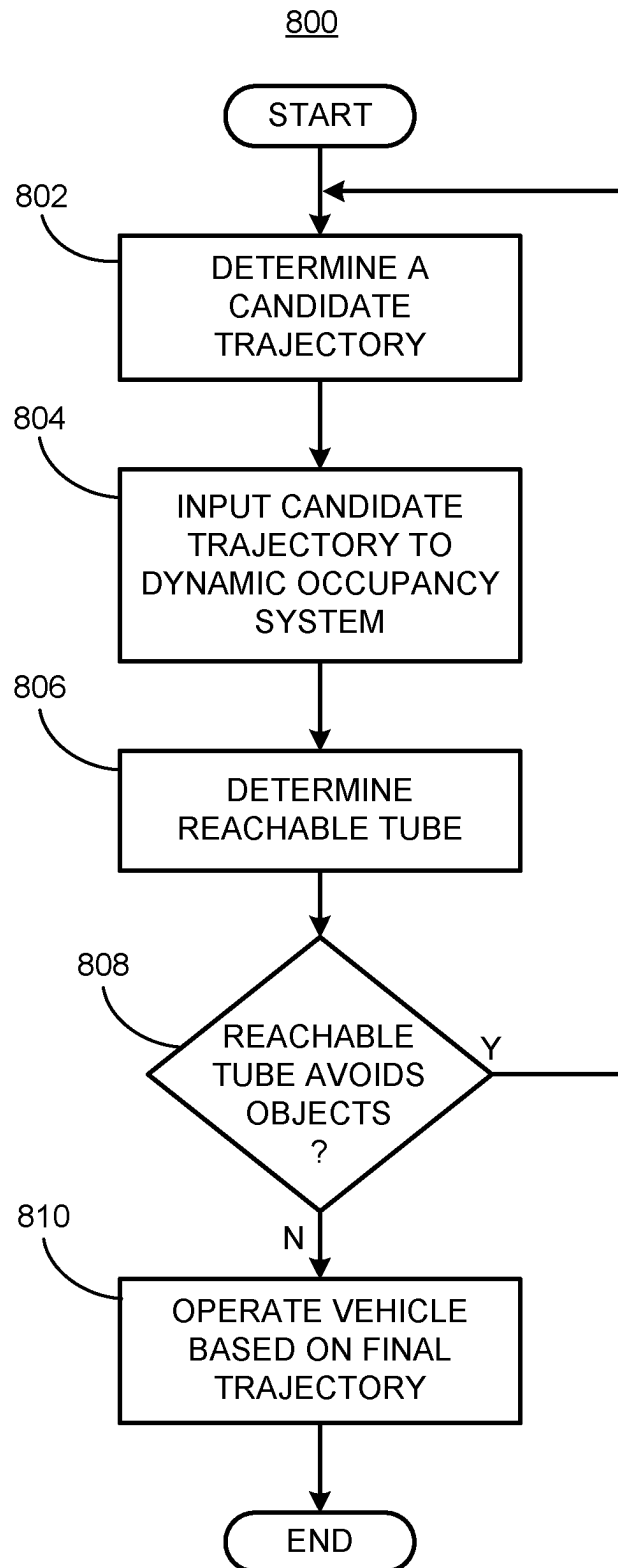 800
START
802
DETERMINE A
CANDIDATE
TRAJECTORY
804
INPUT CANDIDATE
TRAJECTORY TO
DYNAMIC OCCUPANCY
SYSTEM
806
DETERMINE
REACHABLE TUBE
808
REACHABLE
TUBE AVOIDS
OBJECTS
?
Y
N
810
OPERATE VEHICLE
BASED ON FINAL
TRAJECTORY
END